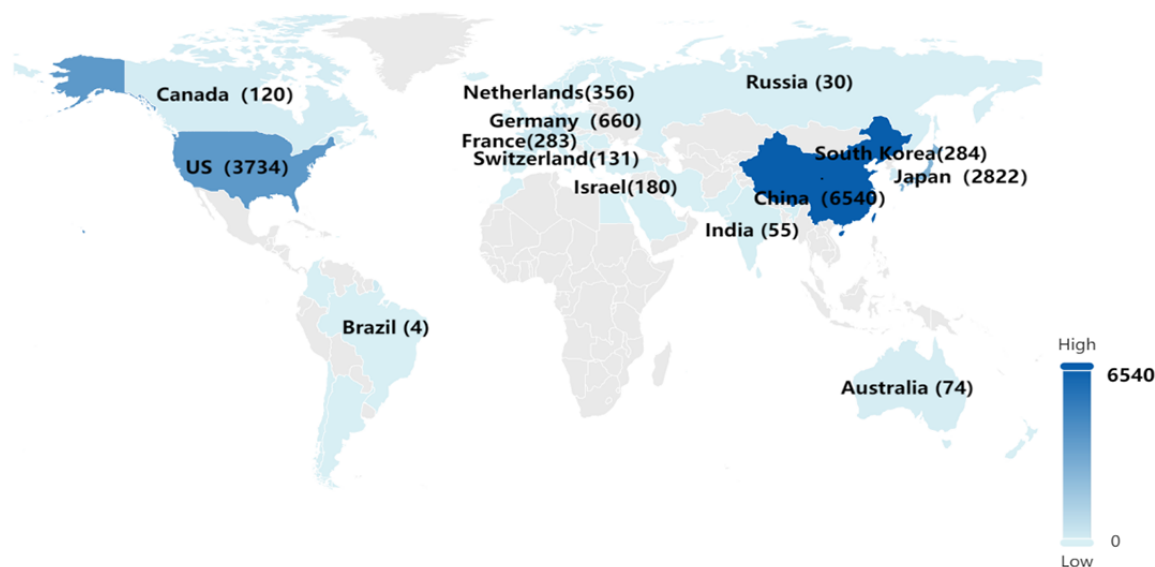 Russia (30)
Netherlands(356)
Canada (120)
Germany (660)
France(283)
South Korea(284)
Switzerland(131)
US (3734)
Japan (2822)
Israel(180)
China (6540)
India (55)
Brazil (4)
High
6540
Australia (74)
0
Low